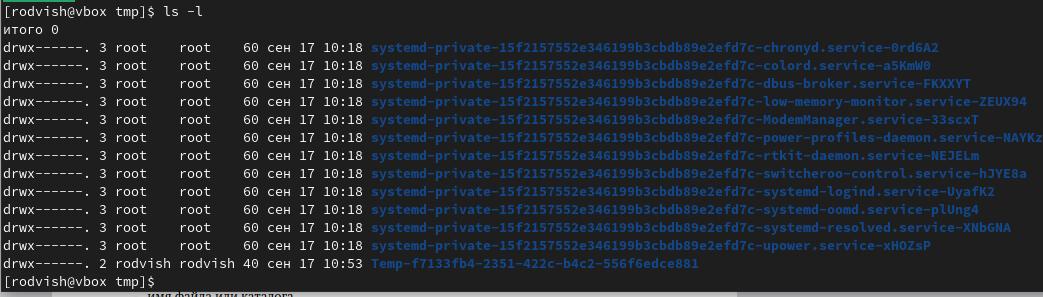 [rodvish@vbox tmp]$ ls -l
итого 0
drwx------. 3 root    root    60 сен 17 10:18 systemd-private-15f2157552e346199b3cbdb89e2efd7c-chronyd.service-0rd6A2
drwx------. 3 root    root    60 сен 17 10:18 systemd-private-15f2157552e346199b3cbdb89e2efd7c-colord.service-a5KmW0
drwx------. 3 root    root    60 сен 17 10:18 systemd-private-15f2157552e346199b3cbdb89e2efd7c-dbus-broker.service-FKXXYT
drwx------. 3 root    root    60 сен 17 10:18 systemd-private-15f2157552e346199b3cbdb89e2efd7c-low-memory-monitor.service-ZEUX94
drwx------. 3 root    root    60 сен 17 10:18 systemd-private-15f2157552e346199b3cbdb89e2efd7c-ModemManager.service-33scxT
drwx------. 3 root    root    60 сен 17 10:18 systemd-private-15f2157552e346199b3cbdb89e2efd7c-power-profiles-daemon.service-NAYKz
drwx------. 3 root    root    60 сен 17 10:18 systemd-private-15f2157552e346199b3cbdb89e2efd7c-rtkit-daemon.service-NEJELm
drwx------. 3 root    root    60 сен 17 10:18 systemd-private-15f2157552e346199b3cbdb89e2efd7c-switcheroo-control.service-hJYE8a
drwx------. 3 root    root    60 сен 17 10:18 systemd-private-15f2157552e346199b3cbdb89e2efd7c-systemd-logind.service-UyafK2
drwx------. 3 root    root    60 сен 17 10:18 systemd-private-15f2157552e346199b3cbdb89e2efd7c-systemd-oomd.service-plUng4
drwx------. 3 root    root    60 сен 17 10:18 systemd-private-15f2157552e346199b3cbdb89e2efd7c-systemd-resolved.service-XNbGNA
drwx------. 3 root    root    60 сен 17 10:18 systemd-private-15f2157552e346199b3cbdb89e2efd7c-upower.service-xHOZsP
drwx------. 2 rodvish rodvish 40 сен 17 10:53 Temp-f7133fb4-2351-422c-b4c2-556f6edce881
[rodvish@vbox tmp]$
имя файла или каталога